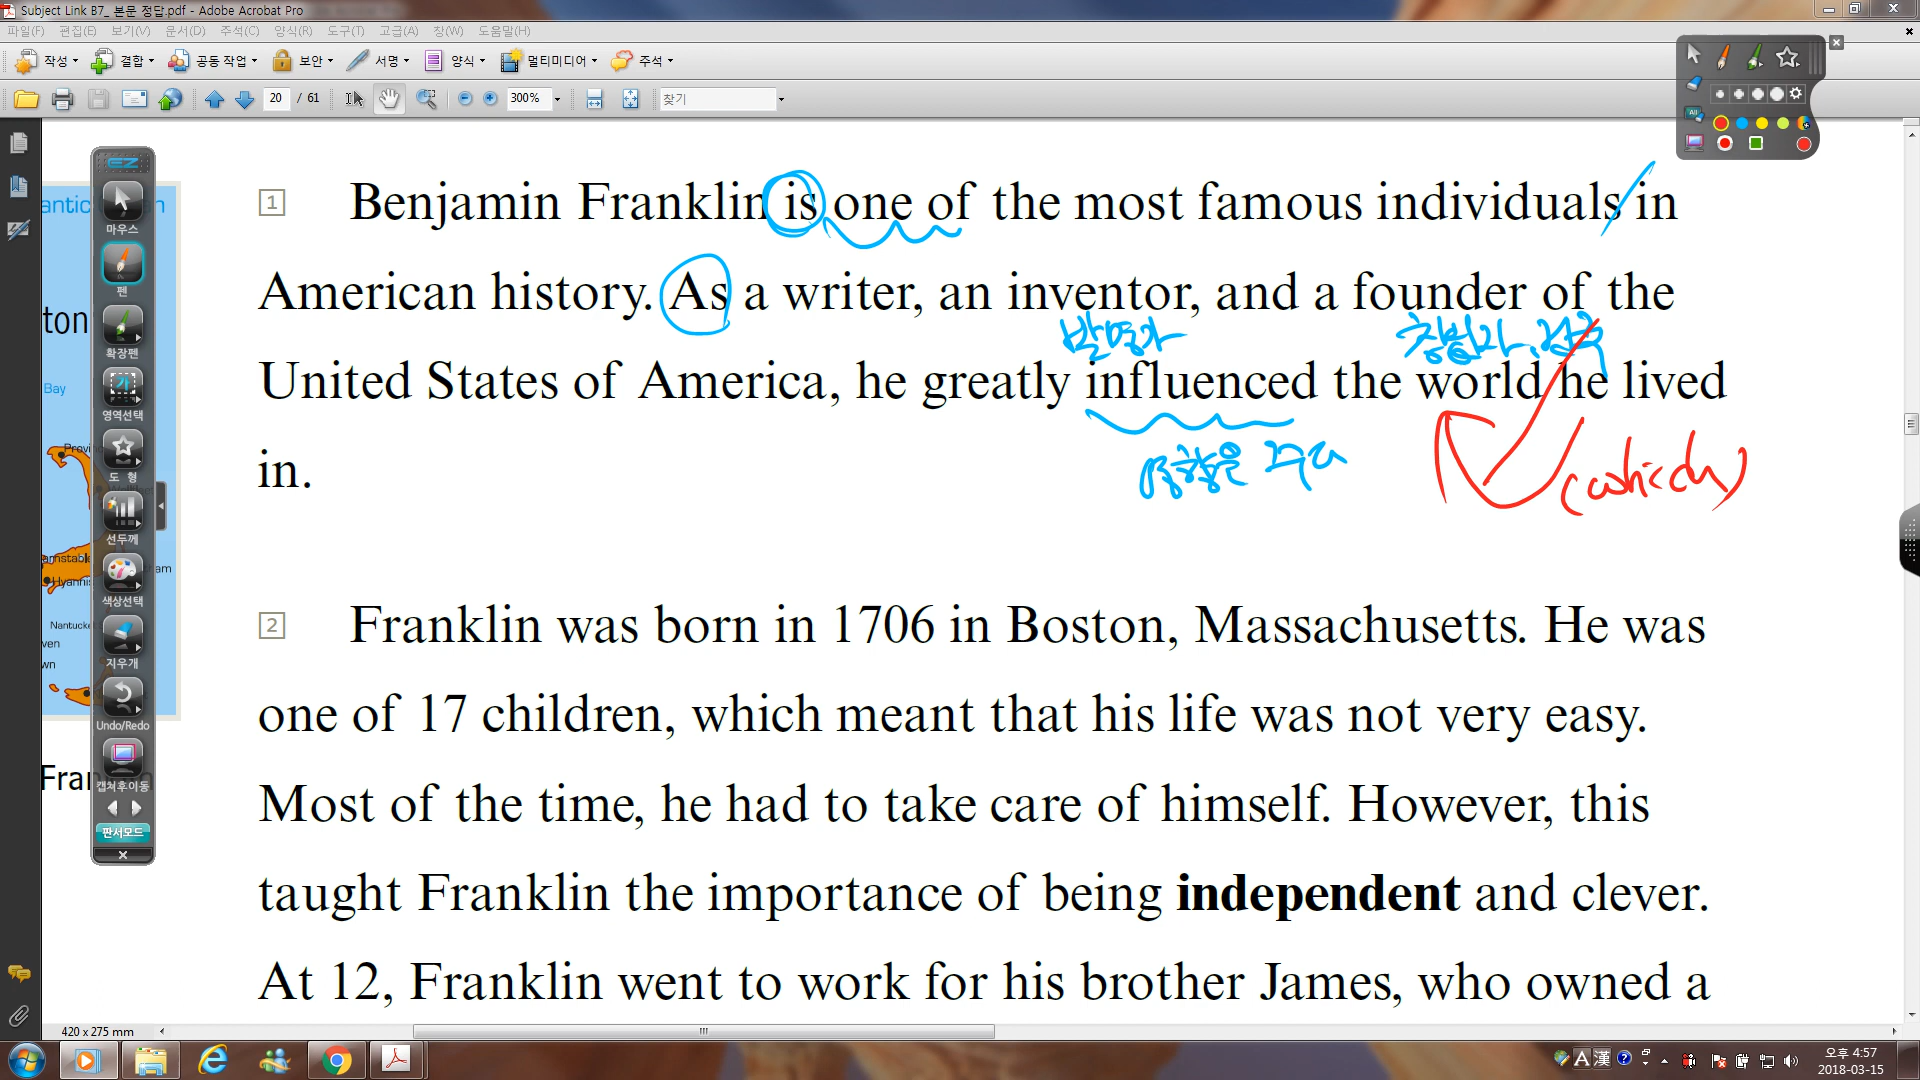 Subject Link B7_ 본문 정답.pdf - Adobe Acrobat Pro
파일(F) 편집(E) 보기(V) 문서(D) 주석(C) 양식(R) 도구(T) 고급(A) 창(W) 도움말(H)
작성 결합 공동 작업 보안 서명 양식 멀티미디어 주석
20 / 61 300% 찾기
1 Benjamin Franklin is one of the most famous individuals in
American history. As a writer, an inventor, and a founder of the
발명가 창립자,
United States of America, he greatly influenced the world he lived
영향을 주다 (which)
in.
2 Franklin was born in 1706 in Boston, Massachusetts. He was
one of 17 children, which meant that his life was not very easy.
Most of the time, he had to take care of himself. However, this
taught Franklin the importance of being independent and clever.
At 12, Franklin went to work for his brother James, who owned a
ton
Bay
Nantucke
ven
wn
Fran
EZ
마우스
펜
확장펜
영역선택
도 형
선두께
색상선택
지우개
Undo/Redo
캡쳐후이동
판서모드
420 x 275 mm
A 漢
오후 4:57
2018-03-15